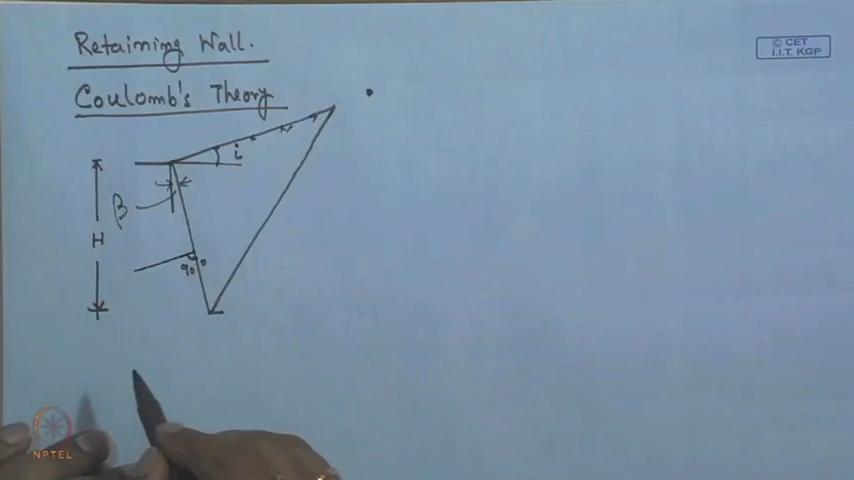 Retaining Wall.
© CET
I.I.T. KGP
Coulomb's Theory
i
β
H
90°
NPTEL